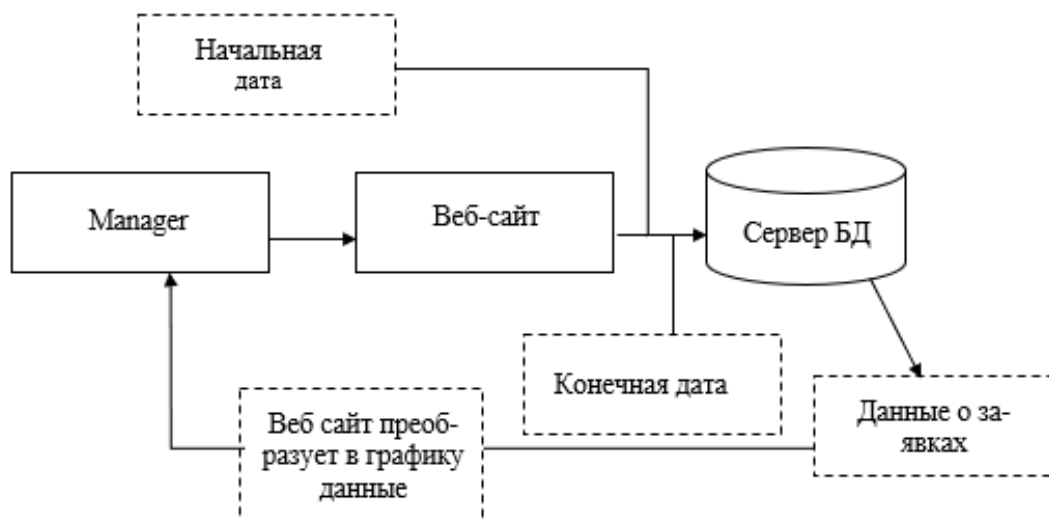 Начальная
дата
Manager
Веб-сайт
Сервер БД
Конечная дата
Данные о за-
явках
Веб сайт преоб-
разует в графику
данные